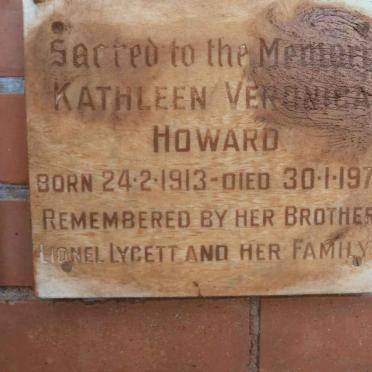 Sacred to the Memory
KATHLEEN VERONICA
HOWARD
BORN 24·2·1913-DIED 30·1·197
REMEMBERED BY HER BROTHER
LIONEL LYCETT AND HER FAMILY